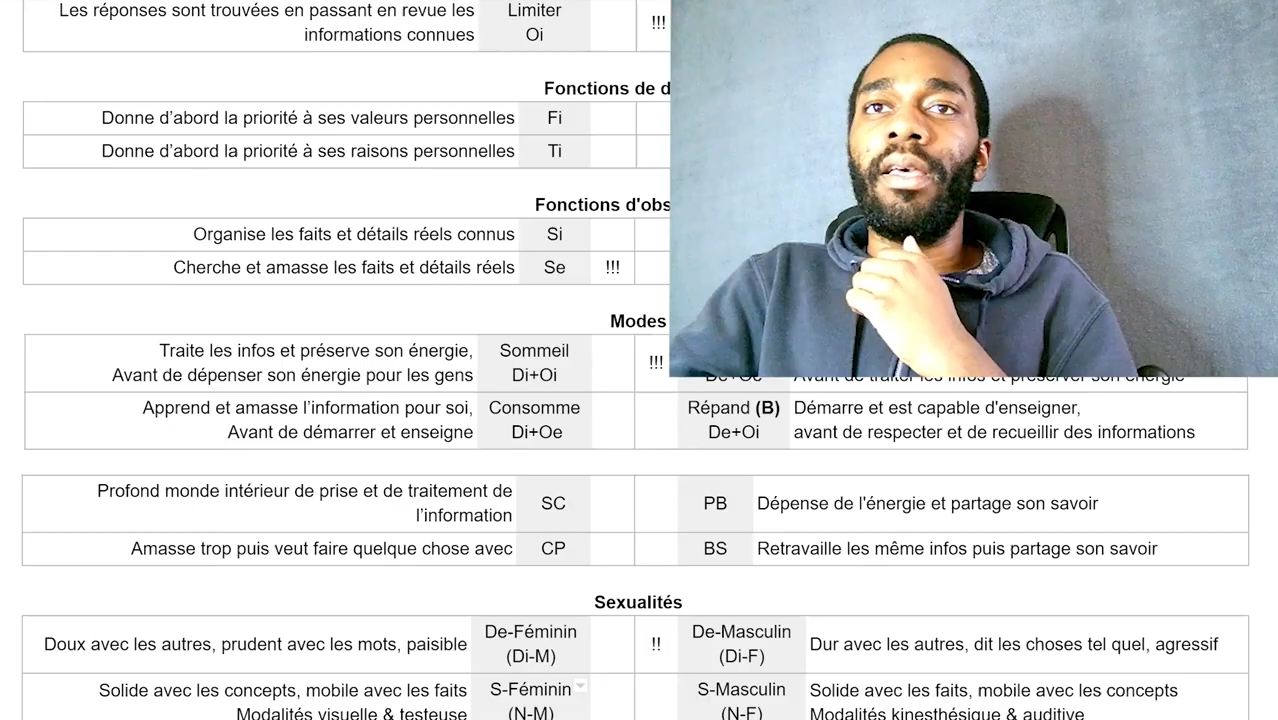 Les réponses sont trouvées en passant en revue les
informations connues
Limiter
Oi
!!!
Fonctions de d
Donne d’abord la priorité à ses valeurs personnelles Fi
Donne d’abord la priorité à ses raisons personnelles Ti
Fonctions d'obs
Organise les faits et détails réels connus Si
Cherche et amasse les faits et détails réels Se !!!
Modes
Traite les infos et préserve son énergie,
Avant de dépenser son énergie pour les gens
Sommeil
Di+Oi
!!!
Avant de traiter les infos et préserver son énergie
Apprend et amasse l’information pour soi,
Avant de démarrer et enseigne
Consomme
Di+Oe
Répand (B)
De+Oi
Démarre et est capable d'enseigner,
avant de respecter et de recueillir des informations
Profond monde intérieur de prise et de traitement de
l’information
SC
PB Dépense de l'énergie et partage son savoir
Amasse trop puis veut faire quelque chose avec CP
BS Retravaille les même infos puis partage son savoir
Sexualités
Doux avec les autres, prudent avec les mots, paisible
De-Féminin
(Di-M)
!!
De-Masculin
(Di-F)
Dur avec les autres, dit les choses tel quel, agressif
Solide avec les concepts, mobile avec les faits
Modalités visuelle & testeuse
S-Féminin
(N-M)
S-Masculin
(N-F)
Solide avec les faits, mobile avec les concepts
Modalités kinesthésique & auditive